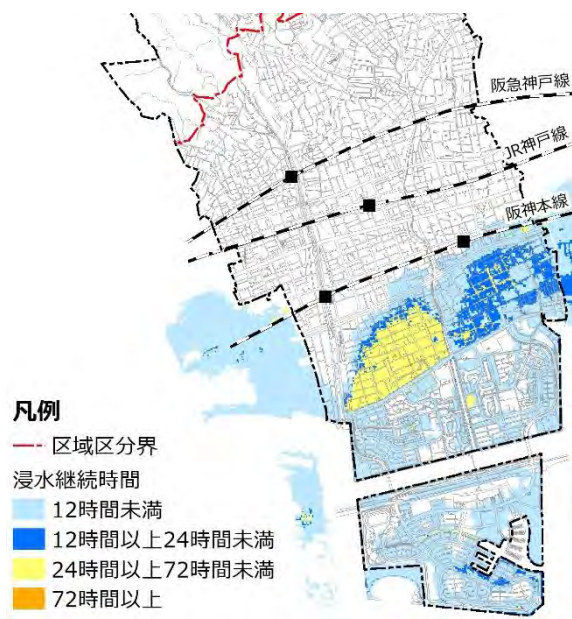 阪急神戸線
JR神戸線
阪神本線
凡例
区域区分界
浸水継続時間
12時間未満
12時間以上24時間未満
24時間以上72時間未満
72時間以上